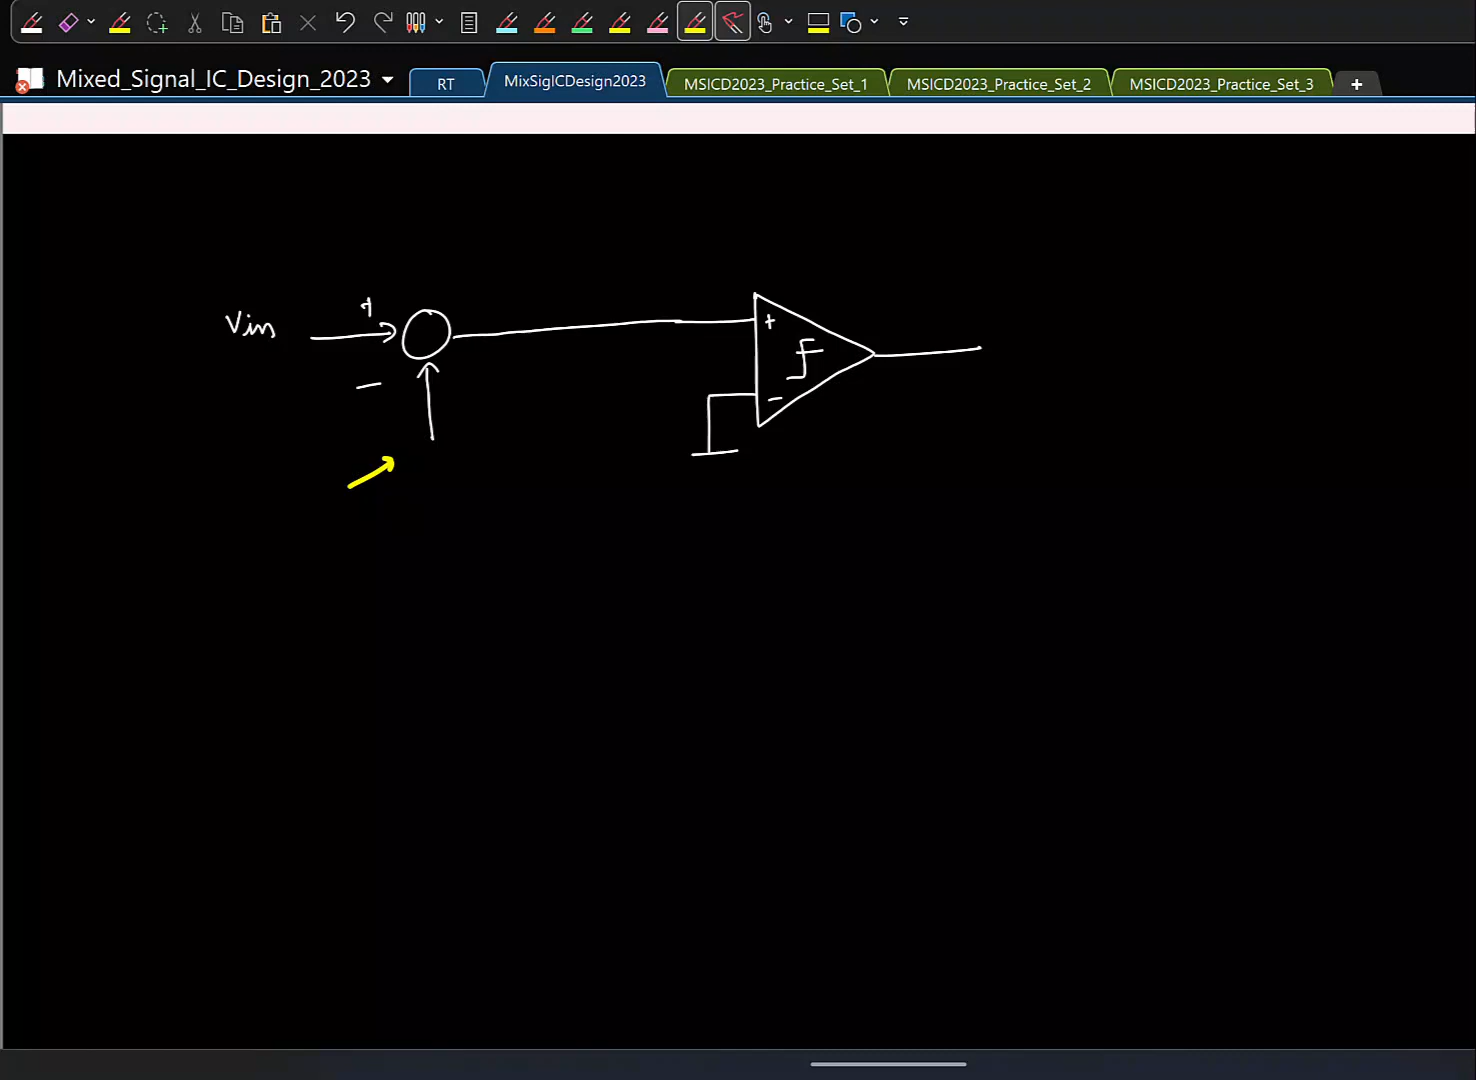 Mixed_Signal_IC_Design_2023
RT
MixSigICDesign2023
MSICD2023_Practice_Set_1
MSICD2023_Practice_Set_2
MSICD2023_Practice_Set_3
+
Vin
+
−
+
−